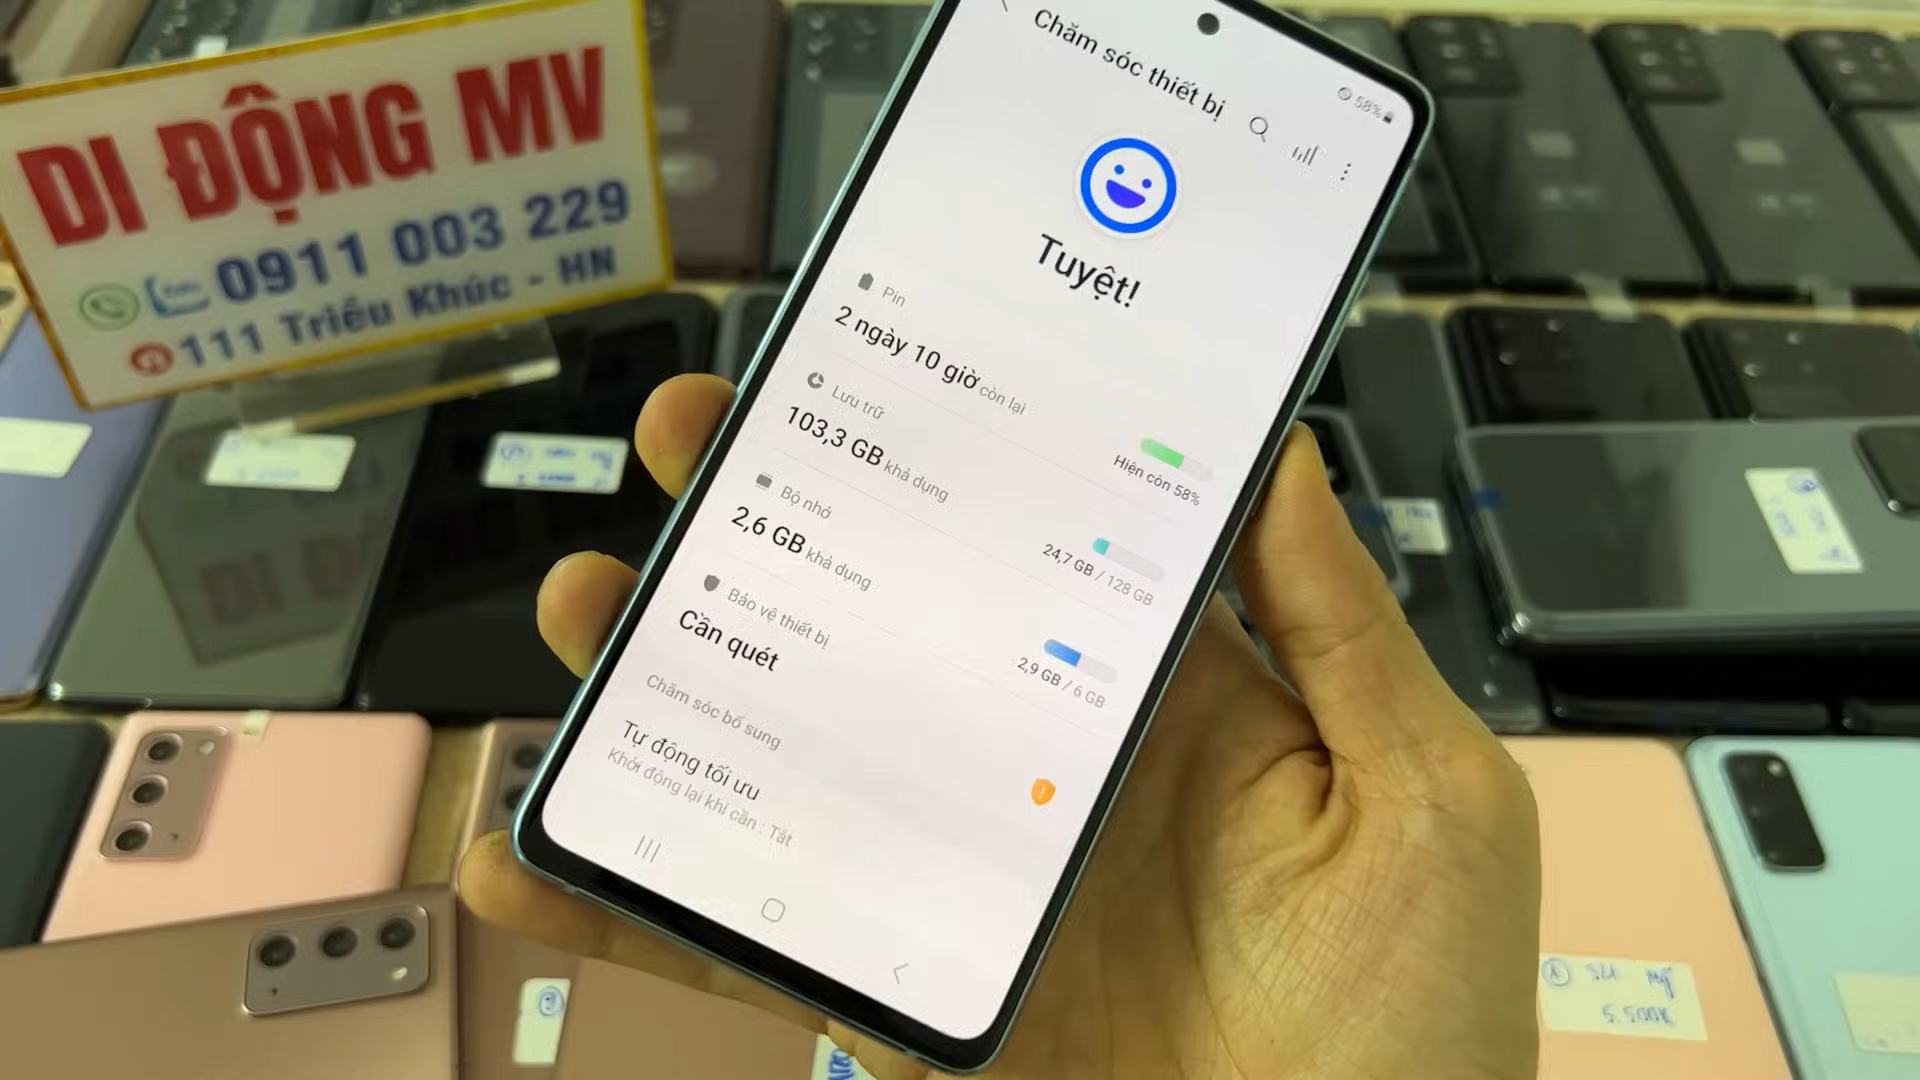 DI ĐỘNG MV
0911 003 229
111 Triều Khúc - HN
58%
Chăm sóc thiết bị
Tuyệt!
Pin
2 ngày 10 giờ còn lại
Hiện còn 58%
Lưu trữ
103,3 GB khả dụng
24,7 GB / 128 GB
Bộ nhớ
2,6 GB khả dụng
2,9 GB / 6 GB
Bảo vệ thiết bị
Cần quét
Chăm sóc bổ sung
Tự động tối ưu
Khởi động lại khi cần : Tắt
5.500K